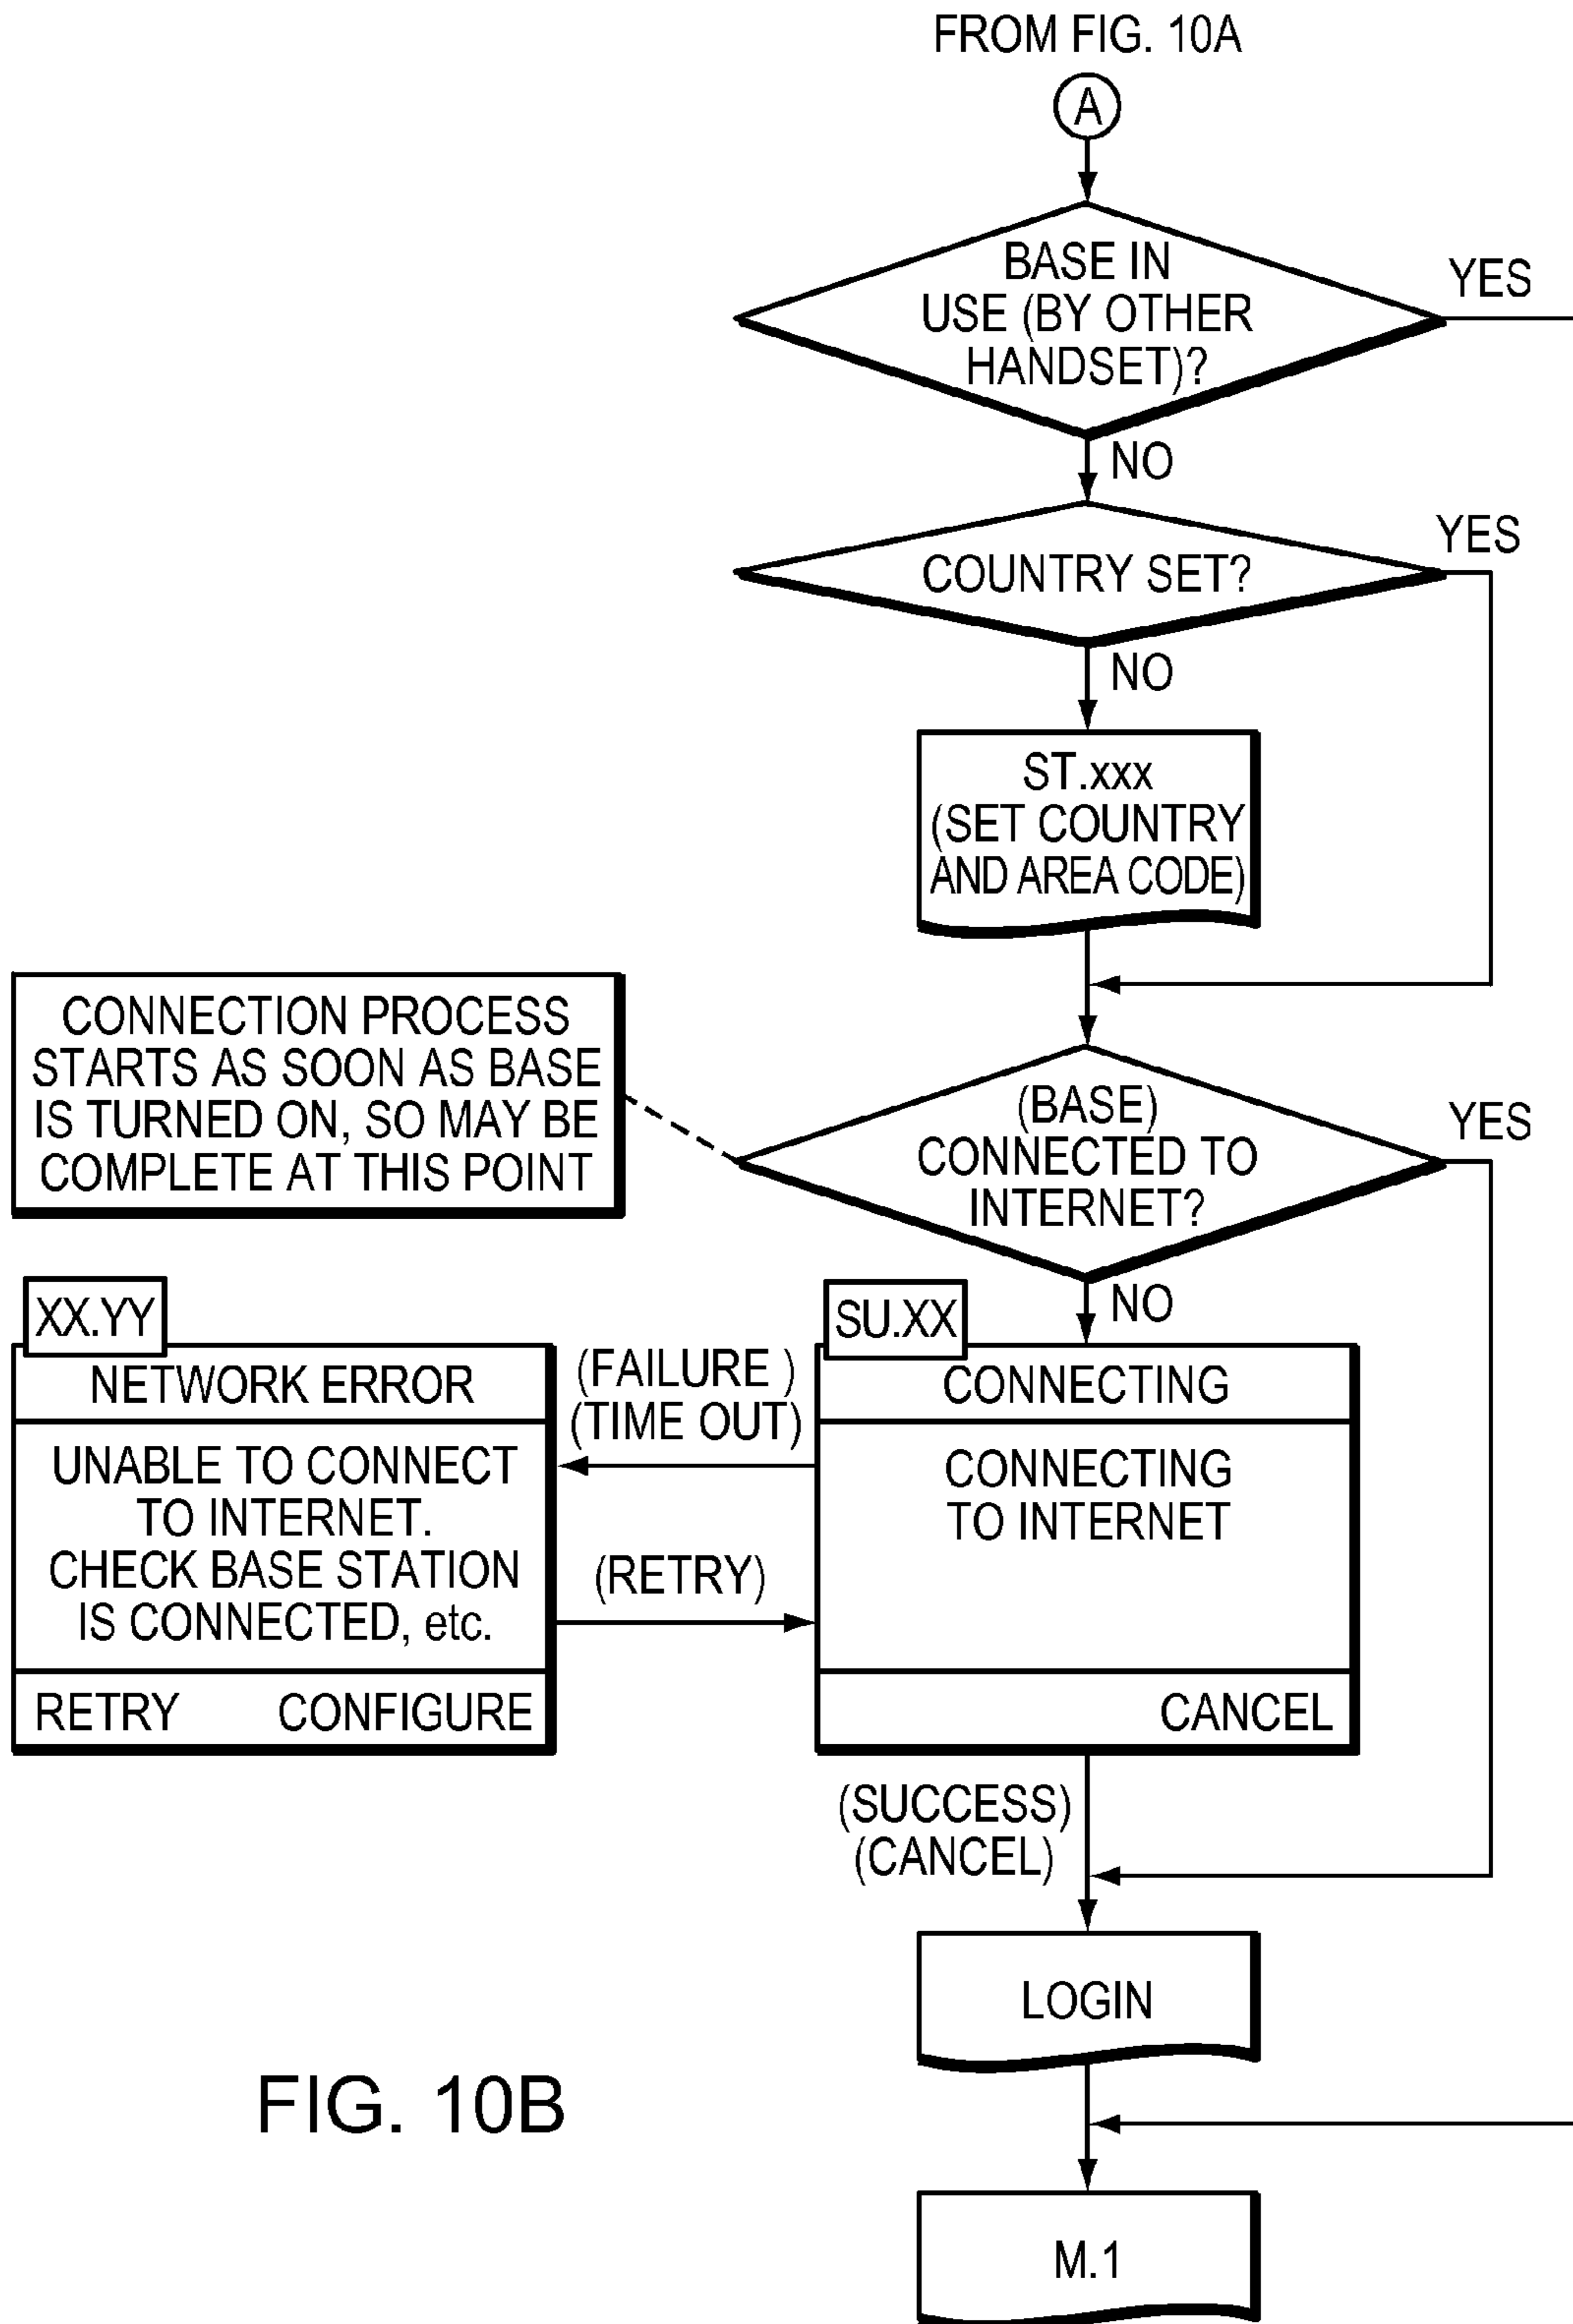 FROM FIG. 10A
A
BASE IN
USE (BY OTHER
HANDSET)?
YES
NO
COUNTRY SET?
YES
NO
ST.xxx
(SET COUNTRY
AND AREA CODE)
CONNECTION PROCESS
STARTS AS SOON AS BASE
IS TURNED ON, SO MAY BE
COMPLETE AT THIS POINT
(BASE)
CONNECTED TO
INTERNET?
YES
NO
XX.YY
NETWORK ERROR
UNABLE TO CONNECT
TO INTERNET.
CHECK BASE STATION
IS CONNECTED, etc.
RETRY CONFIGURE
(FAILURE )
(TIME OUT)
(RETRY)
SU.XX
CONNECTING
CONNECTING
TO INTERNET
CANCEL
(SUCCESS)
(CANCEL)
LOGIN
FIG. 10B
M.1